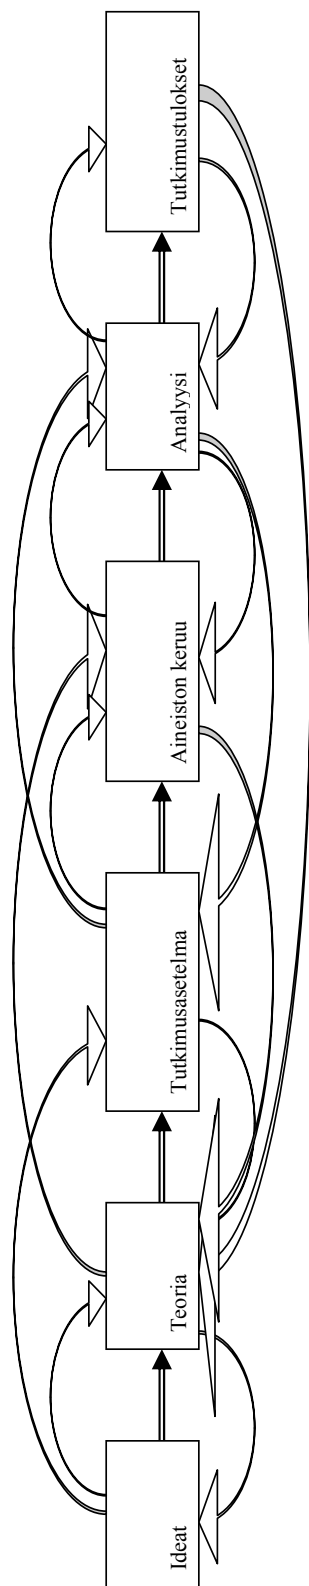 Ideat
Teoria
Tutkimusasetelma
Aineiston keruu
Analyysi
Tutkimustulokset